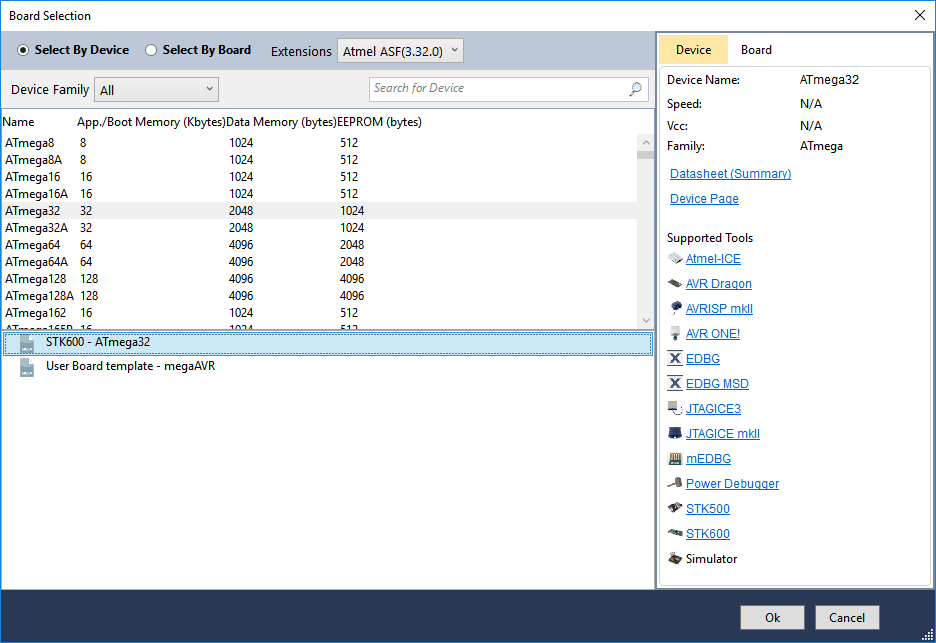 Board Selection
Select By Device Select By Board Extensions Atmel ASF(3.32.0)
Device Family All Search for Device
Name App./Boot Memory (Kbytes) Data Memory (bytes) EEPROM (bytes)
ATmega8 8 1024 512
ATmega8A 8 1024 512
ATmega16 16 1024 512
ATmega16A 16 1024 512
ATmega32 32 2048 1024
ATmega32A 32 2048 1024
ATmega64 64 4096 2048
ATmega64A 64 4096 2048
ATmega128 128 4096 4096
ATmega128A 128 4096 4096
ATmega162 16 1024 512
ATmega165P 16 1024 512
STK600 - ATmega32
User Board template - megaAVR
Device Board
Device Name: ATmega32
Speed: N/A
Vcc: N/A
Family: ATmega
Datasheet (Summary)
Device Page
Supported Tools
Atmel-ICE
AVR Dragon
AVRISP mkII
AVR ONE!
EDBG
EDBG MSD
JTAGICE3
JTAGICE mkII
mEDBG
Power Debugger
STK500
STK600
Simulator
Ok Cancel